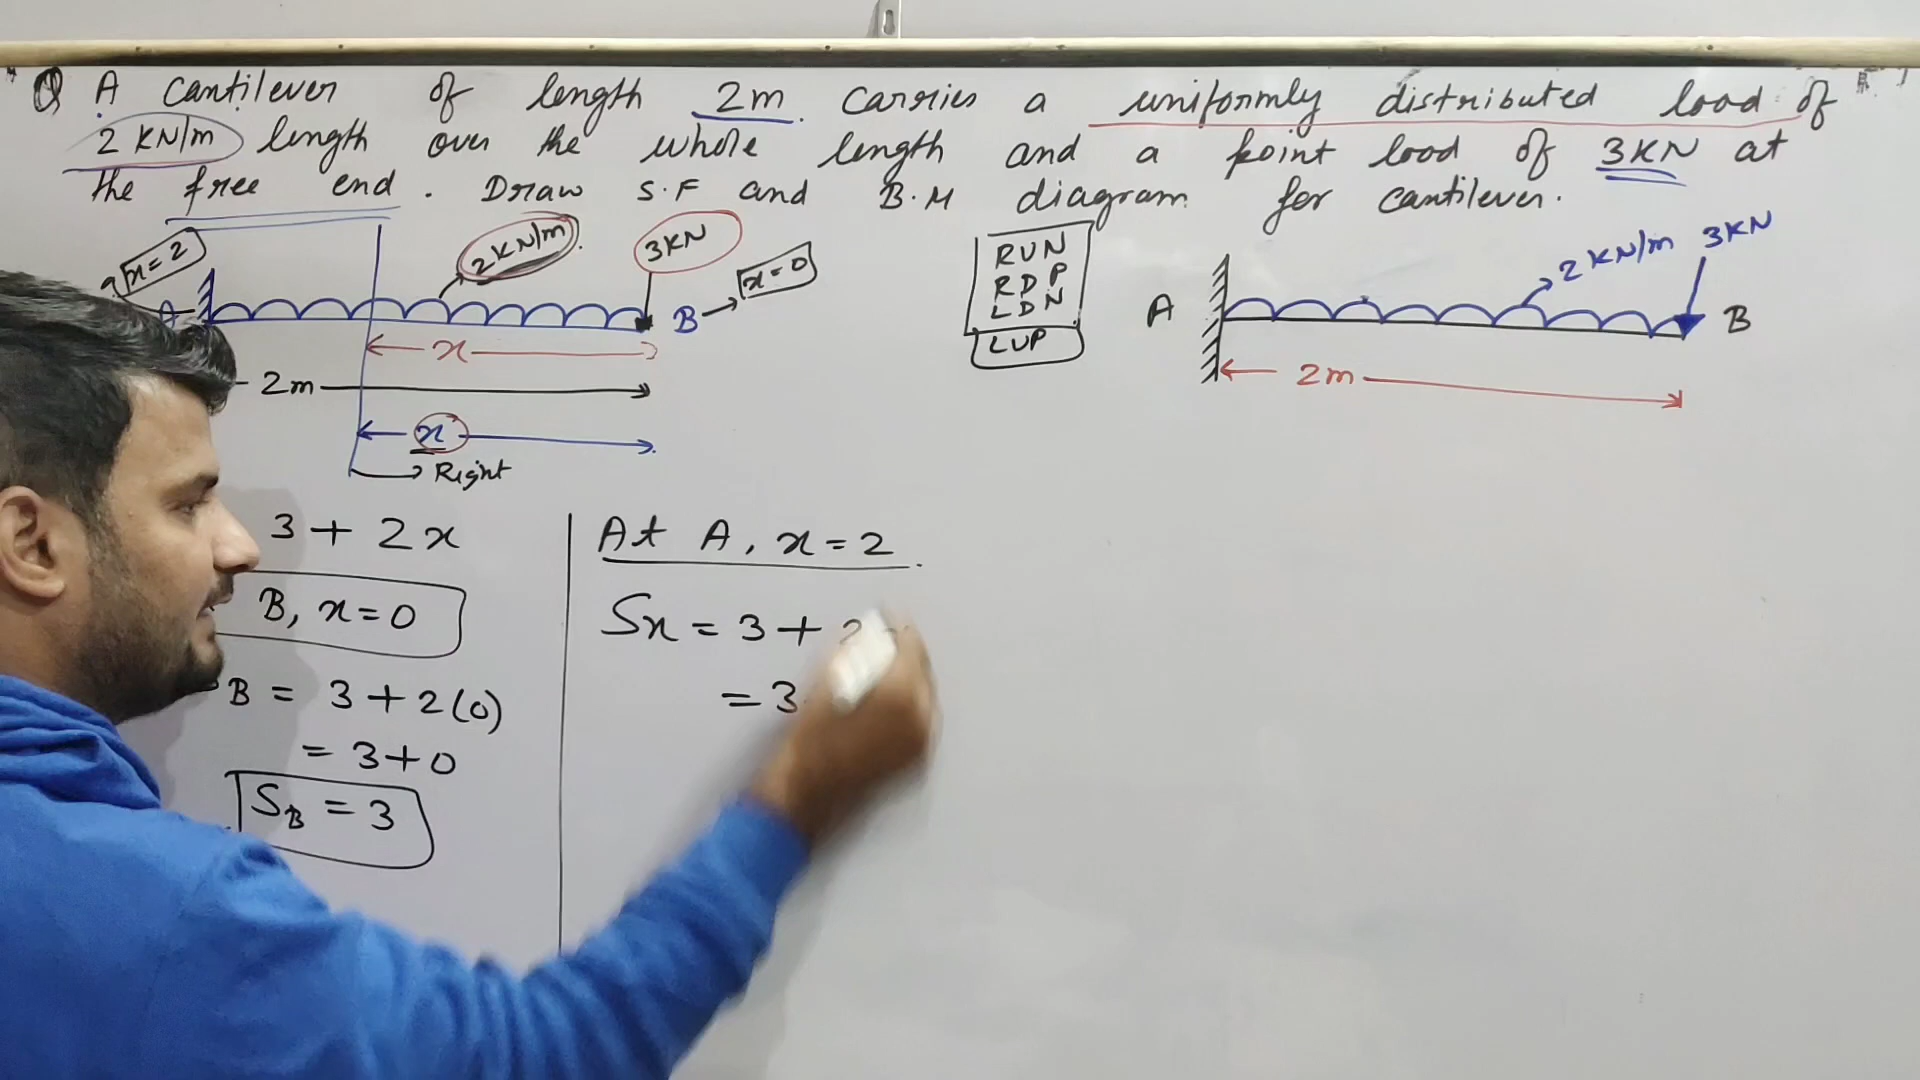 Q A cantilever of length 2m. carries a uniformly distributed load of
2 KN/m length over the whole length and a point load of 3KN at
the free end. Draw S.F and B.M diagram for cantilever.
x=2
2KN/m.
3KN
B
x=0
x
2m
x
Right
RUN
RDP
LDN
LUP
A
2 KN/m
3KN
B
2m
3 + 2x
B, x=0
B = 3 + 2(0)
= 3+0
SB = 3
At A, x=2
Sx = 3 +
= 3